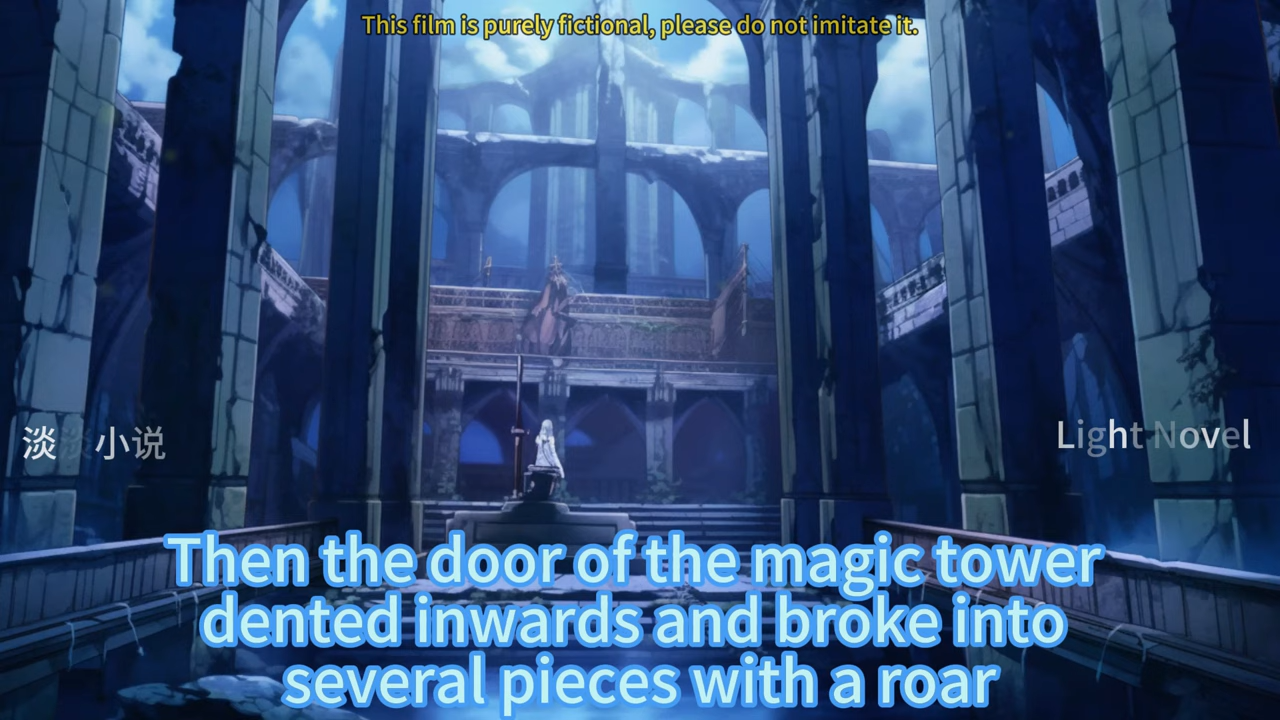 This film is purely fictional, please do not imitate it.
淡淡小说
Light Novel
Then the door of the magic tower
dented inwards and broke into
several pieces with a roar